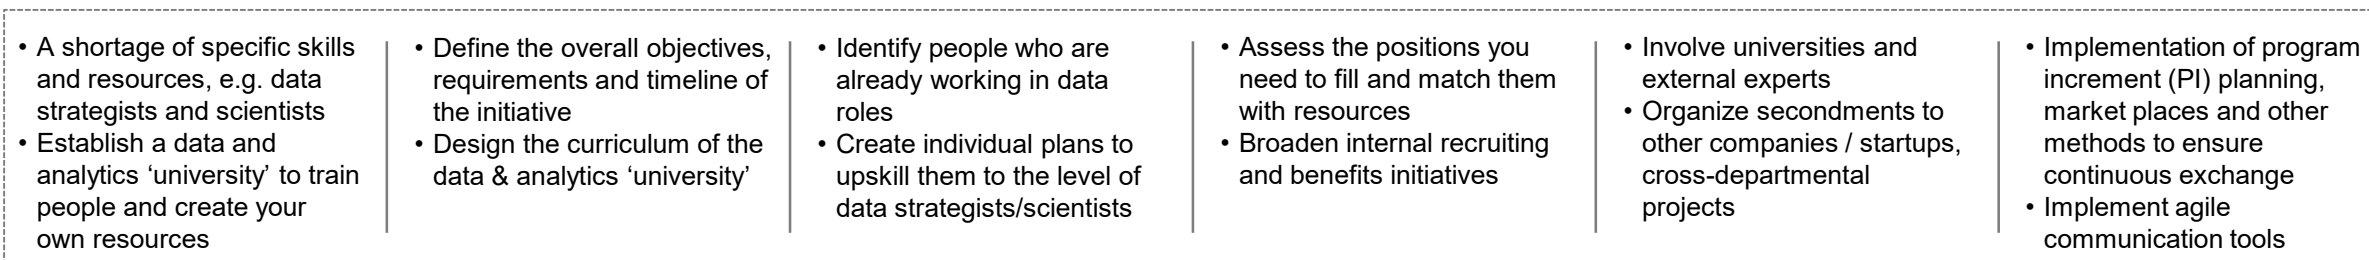 • A shortage of specific skills
and resources, e.g. data
strategists and scientists
• Establish a data and
analytics ‘university’ to train
people and create your
own resources
• Define the overall objectives,
requirements and timeline of
the initiative
• Design the curriculum of the
data & analytics ‘university’
• Identify people who are
already working in data
roles
• Create individual plans to
upskill them to the level of
data strategists/scientists
• Assess the positions you
need to fill and match them
with resources
• Broaden internal recruiting
and benefits initiatives
• Involve universities and
external experts
• Organize secondments to
other companies / startups,
cross-departmental
projects
• Implementation of program
increment (PI) planning,
market places and other
methods to ensure
continuous exchange
• Implement agile
communication tools